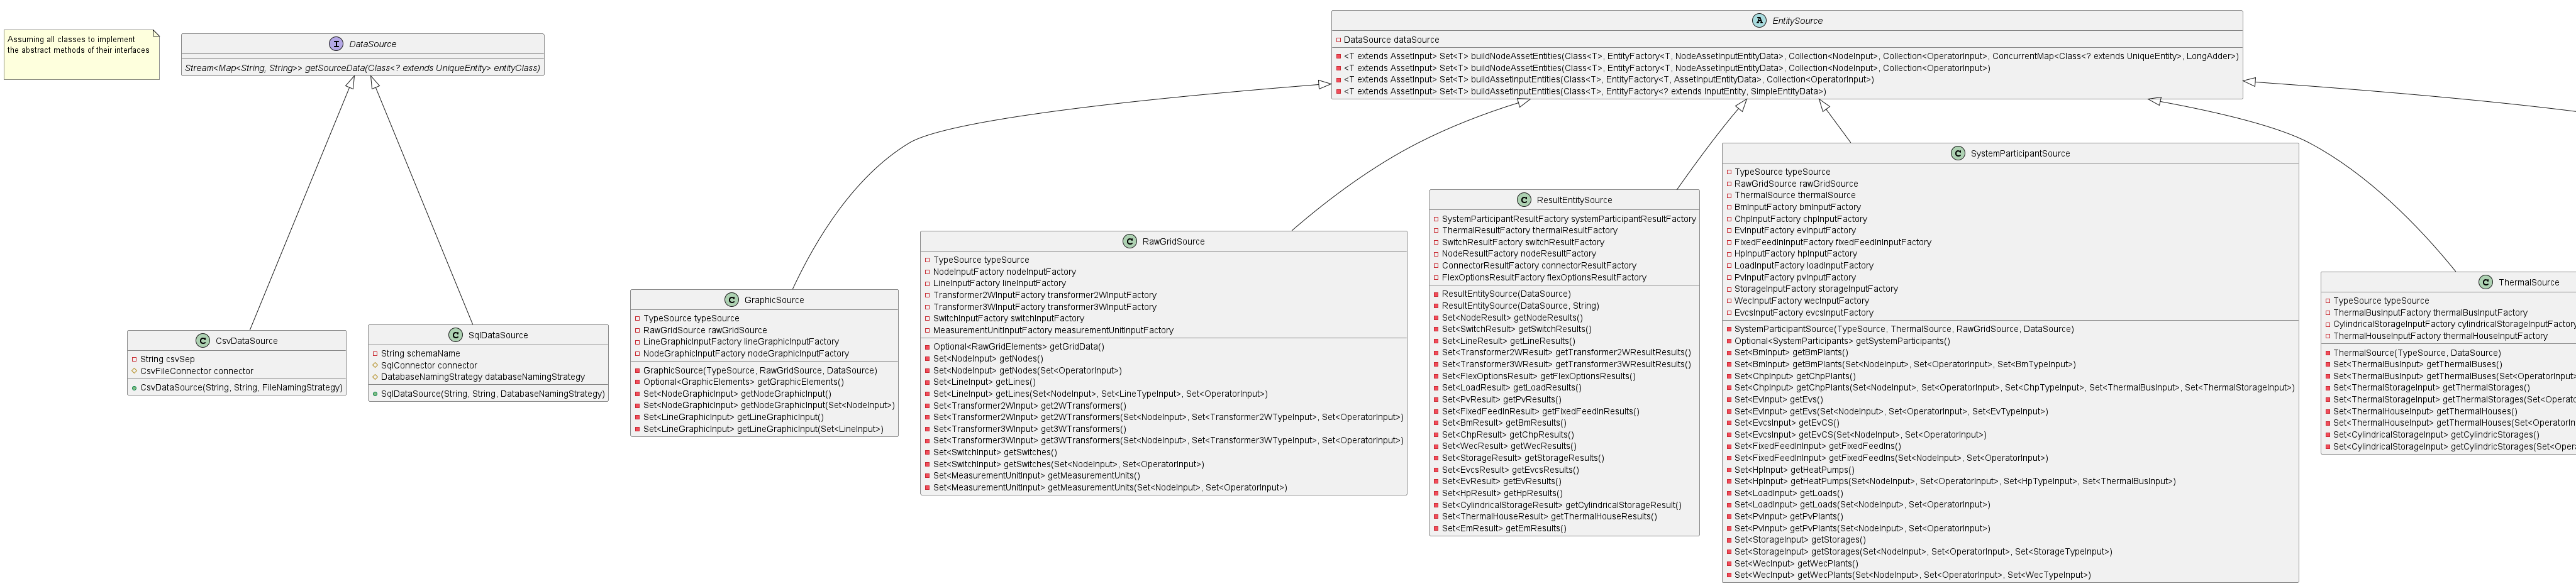 Assuming all classes to implement
the abstract methods of their interfaces
I DataSource
Stream<Map<String, String>> getSourceData(Class<? extends UniqueEntity> entityClass)
C CsvDataSource
String csvSep
CsvFileConnector connector
CsvDataSource(String, String, FileNamingStrategy)
C SqlDataSource
String schemaName
SqlConnector connector
DatabaseNamingStrategy databaseNamingStrategy
SqlDataSource(String, String, DatabaseNamingStrategy)
A EntitySource
DataSource dataSource
<T extends AssetInput> Set<T> buildNodeAssetEntities(Class<T>, EntityFactory<T, NodeAssetInputEntityData>, Collection<NodeInput>, Collection<OperatorInput>, ConcurrentMap<Class<? extends UniqueEntity>, LongAdder>)
<T extends AssetInput> Set<T> buildNodeAssetEntities(Class<T>, EntityFactory<T, NodeAssetInputEntityData>, Collection<NodeInput>, Collection<OperatorInput>)
<T extends AssetInput> Set<T> buildAssetInputEntities(Class<T>, EntityFactory<T, AssetInputEntityData>, Collection<OperatorInput>)
<T extends AssetInput> Set<T> buildAssetInputEntities(Class<T>, EntityFactory<? extends InputEntity, SimpleEntityData>)
C GraphicSource
TypeSource typeSource
RawGridSource rawGridSource
LineGraphicInputFactory lineGraphicInputFactory
NodeGraphicInputFactory nodeGraphicInputFactory
GraphicSource(TypeSource, RawGridSource, DataSource)
Optional<GraphicElements> getGraphicElements()
Set<NodeGraphicInput> getNodeGraphicInput()
Set<NodeGraphicInput> getNodeGraphicInput(Set<NodeInput>)
Set<LineGraphicInput> getLineGraphicInput()
Set<LineGraphicInput> getLineGraphicInput(Set<LineInput>)
C RawGridSource
TypeSource typeSource
NodeInputFactory nodeInputFactory
LineInputFactory lineInputFactory
Transformer2WInputFactory transformer2WInputFactory
Transformer3WInputFactory transformer3WInputFactory
SwitchInputFactory switchInputFactory
MeasurementUnitInputFactory measurementUnitInputFactory
Optional<RawGridElements> getGridData()
Set<NodeInput> getNodes()
Set<NodeInput> getNodes(Set<OperatorInput>)
Set<LineInput> getLines()
Set<LineInput> getLines(Set<NodeInput>, Set<LineTypeInput>, Set<OperatorInput>)
Set<Transformer2WInput> get2WTransformers()
Set<Transformer2WInput> get2WTransformers(Set<NodeInput>, Set<Transformer2WTypeInput>, Set<OperatorInput>)
Set<Transformer3WInput> get3WTransformers()
Set<Transformer3WInput> get3WTransformers(Set<NodeInput>, Set<Transformer3WTypeInput>, Set<OperatorInput>)
Set<SwitchInput> getSwitches()
Set<SwitchInput> getSwitches(Set<NodeInput>, Set<OperatorInput>)
Set<MeasurementUnitInput> getMeasurementUnits()
Set<MeasurementUnitInput> getMeasurementUnits(Set<NodeInput>, Set<OperatorInput>)
C ResultEntitySource
SystemParticipantResultFactory systemParticipantResultFactory
ThermalResultFactory thermalResultFactory
SwitchResultFactory switchResultFactory
NodeResultFactory nodeResultFactory
ConnectorResultFactory connectorResultFactory
FlexOptionsResultFactory flexOptionsResultFactory
ResultEntitySource(DataSource)
ResultEntitySource(DataSource, String)
Set<NodeResult> getNodeResults()
Set<SwitchResult> getSwitchResults()
Set<LineResult> getLineResults()
Set<Transformer2WResult> getTransformer2WResultResults()
Set<Transformer3WResult> getTransformer3WResultResults()
Set<FlexOptionsResult> getFlexOptionsResults()
Set<LoadResult> getLoadResults()
Set<PvResult> getPvResults()
Set<FixedFeedInResult> getFixedFeedInResults()
Set<BmResult> getBmResults()
Set<ChpResult> getChpResults()
Set<WecResult> getWecResults()
Set<StorageResult> getStorageResults()
Set<EvcsResult> getEvcsResults()
Set<EvResult> getEvResults()
Set<HpResult> getHpResults()
Set<CylindricalStorageResult> getCylindricalStorageResult()
Set<ThermalHouseResult> getThermalHouseResults()
Set<EmResult> getEmResults()
C SystemParticipantSource
TypeSource typeSource
RawGridSource rawGridSource
ThermalSource thermalSource
BmInputFactory bmInputFactory
ChpInputFactory chpInputFactory
EvInputFactory evInputFactory
FixedFeedInInputFactory fixedFeedInInputFactory
HpInputFactory hpInputFactory
LoadInputFactory loadInputFactory
PvInputFactory pvInputFactory
StorageInputFactory storageInputFactory
WecInputFactory wecInputFactory
EvcsInputFactory evcsInputFactory
SystemParticipantSource(TypeSource, ThermalSource, RawGridSource, DataSource)
Optional<SystemParticipants> getSystemParticipants()
Set<BmInput> getBmPlants()
Set<BmInput> getBmPlants(Set<NodeInput>, Set<OperatorInput>, Set<BmTypeInput>)
Set<ChpInput> getChpPlants()
Set<ChpInput> getChpPlants(Set<NodeInput>, Set<OperatorInput>, Set<ChpTypeInput>, Set<ThermalBusInput>, Set<ThermalStorageInput>)
Set<EvInput> getEvs()
Set<EvInput> getEvs(Set<NodeInput>, Set<OperatorInput>, Set<EvTypeInput>)
Set<EvcsInput> getEvCS()
Set<EvcsInput> getEvCS(Set<NodeInput>, Set<OperatorInput>)
Set<FixedFeedInInput> getFixedFeedIns()
Set<FixedFeedInInput> getFixedFeedIns(Set<NodeInput>, Set<OperatorInput>)
Set<HpInput> getHeatPumps()
Set<HpInput> getHeatPumps(Set<NodeInput>, Set<OperatorInput>, Set<HpTypeInput>, Set<ThermalBusInput>)
Set<LoadInput> getLoads()
Set<LoadInput> getLoads(Set<NodeInput>, Set<OperatorInput>)
Set<PvInput> getPvPlants()
Set<PvInput> getPvPlants(Set<NodeInput>, Set<OperatorInput>)
Set<StorageInput> getStorages()
Set<StorageInput> getStorages(Set<NodeInput>, Set<OperatorInput>, Set<StorageTypeInput>)
Set<WecInput> getWecPlants()
Set<WecInput> getWecPlants(Set<NodeInput>, Set<OperatorInput>, Set<WecTypeInput>)
C ThermalSource
TypeSource typeSource
ThermalBusInputFactory thermalBusInputFactory
CylindricalStorageInputFactory cylindricalStorageInputFactory
ThermalHouseInputFactory thermalHouseInputFactory
ThermalSource(TypeSource, DataSource)
Set<ThermalBusInput> getThermalBuses()
Set<ThermalBusInput> getThermalBuses(Set<OperatorInput>
Set<ThermalStorageInput> getThermalStorages()
Set<ThermalStorageInput> getThermalStorages(Set<Operato
Set<ThermalHouseInput> getThermalHouses()
Set<ThermalHouseInput> getThermalHouses(Set<OperatorIn
Set<CylindricalStorageInput> getCylindricStorages()
Set<CylindricalStorageInput> getCylindricStorages(Set<Opera